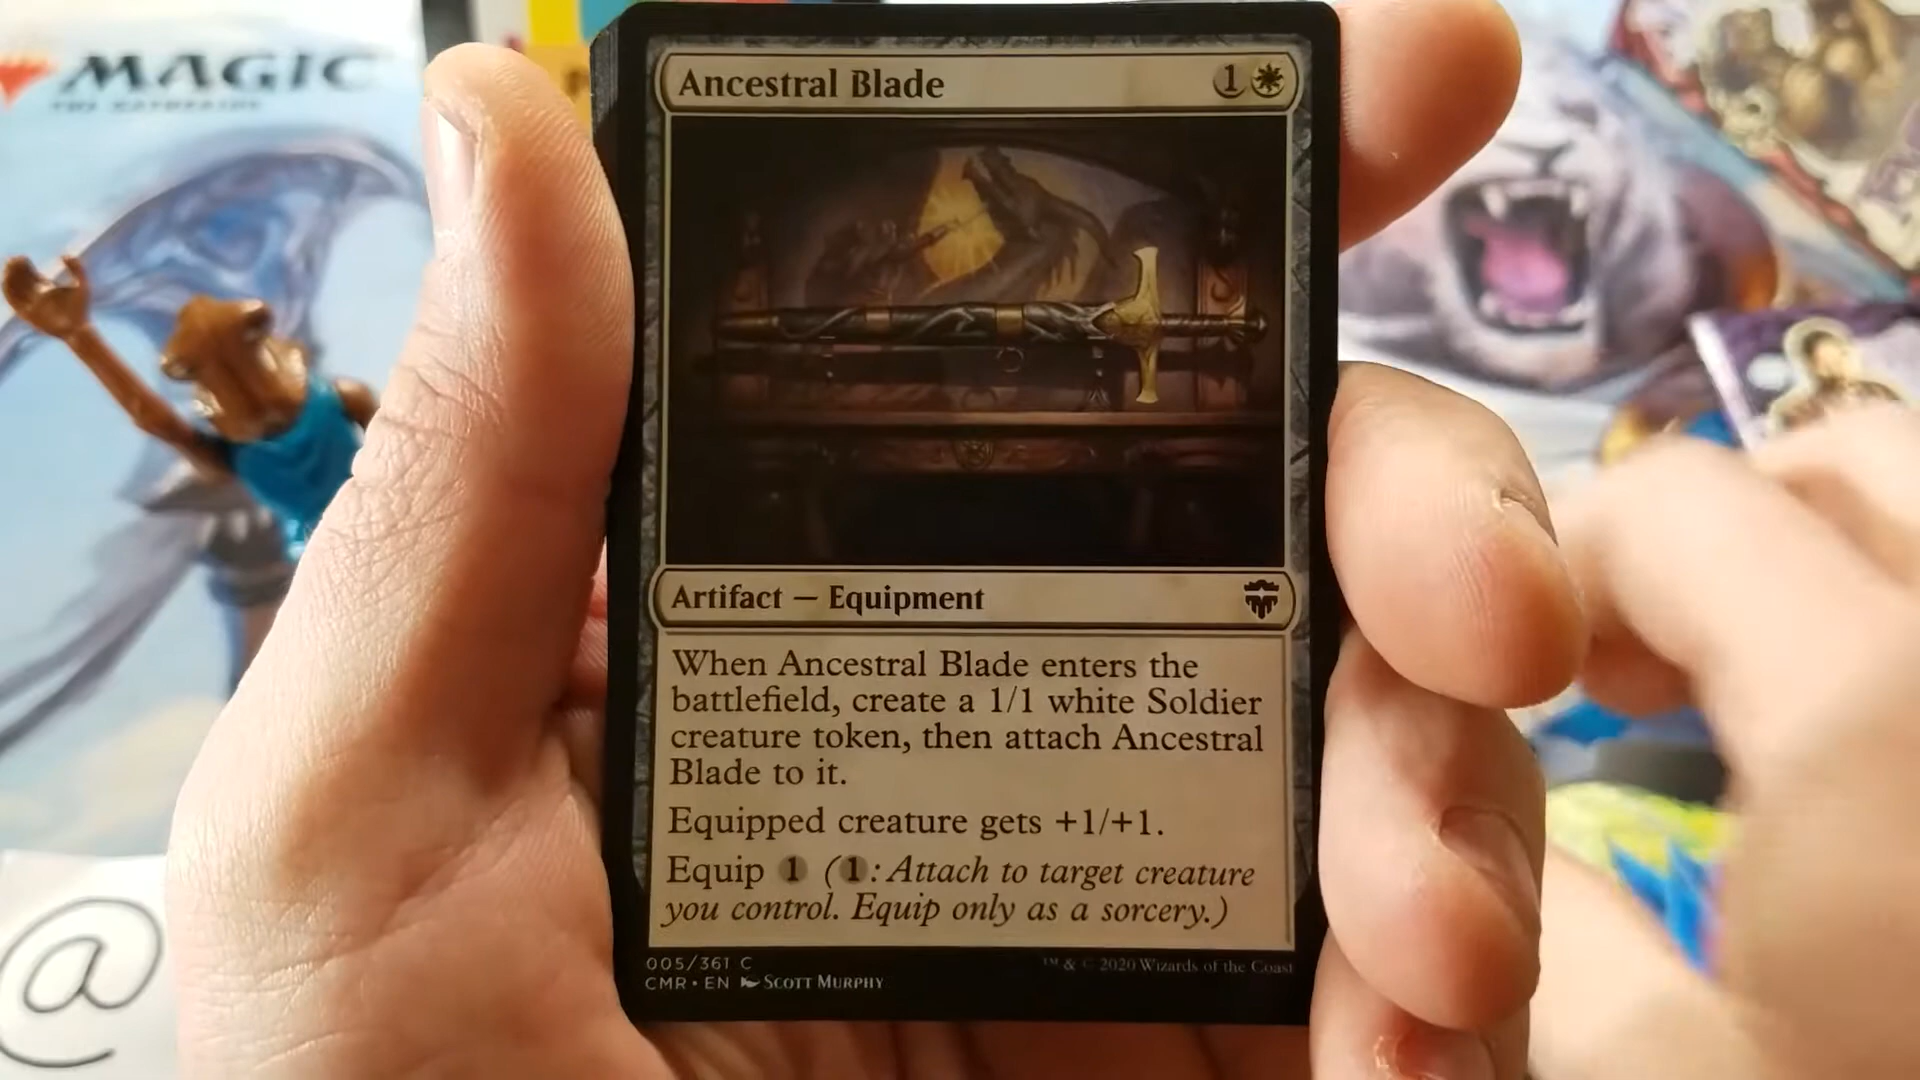 MAGIC
THE GATHERING
Ancestral Blade 1
Artifact — Equipment
When Ancestral Blade enters the
battlefield, create a 1/1 white Soldier
creature token, then attach Ancestral
Blade to it.
Equipped creature gets +1/+1.
Equip 1 (1: Attach to target creature
you control. Equip only as a sorcery.)
005/361 C
CMR • EN Scott Murphy
™ & © 2020 Wizards of the Coast
@